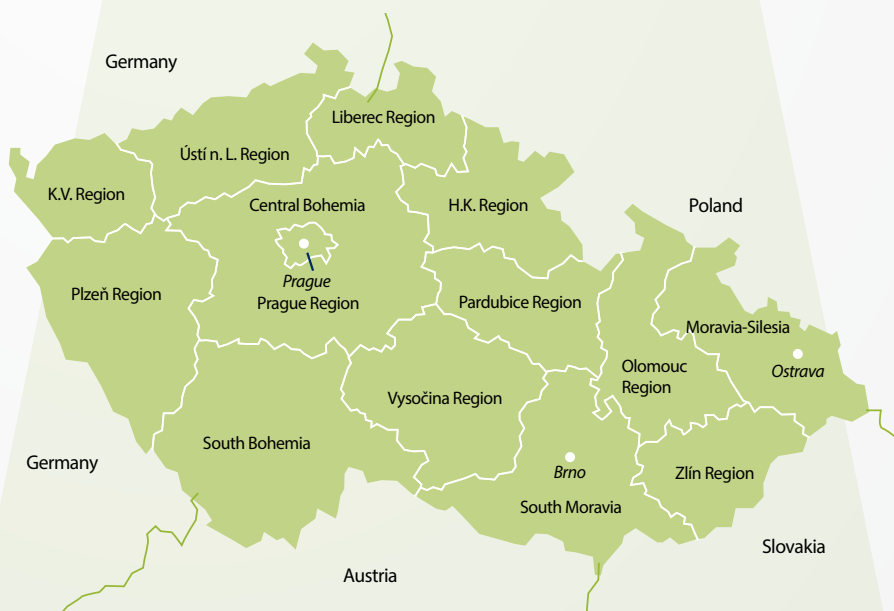 Germany
Liberec Region
Ústí n. L. Region
K.V. Region
Central Bohemia
H.K. Region
Poland
Prague
Prague Region
Plzeň Region
Pardubice Region
Moravia-Silesia
Olomouc
Region
Ostrava
Vysočina Region
South Bohemia
Germany
Brno
Zlín Region
South Moravia
Slovakia
Austria